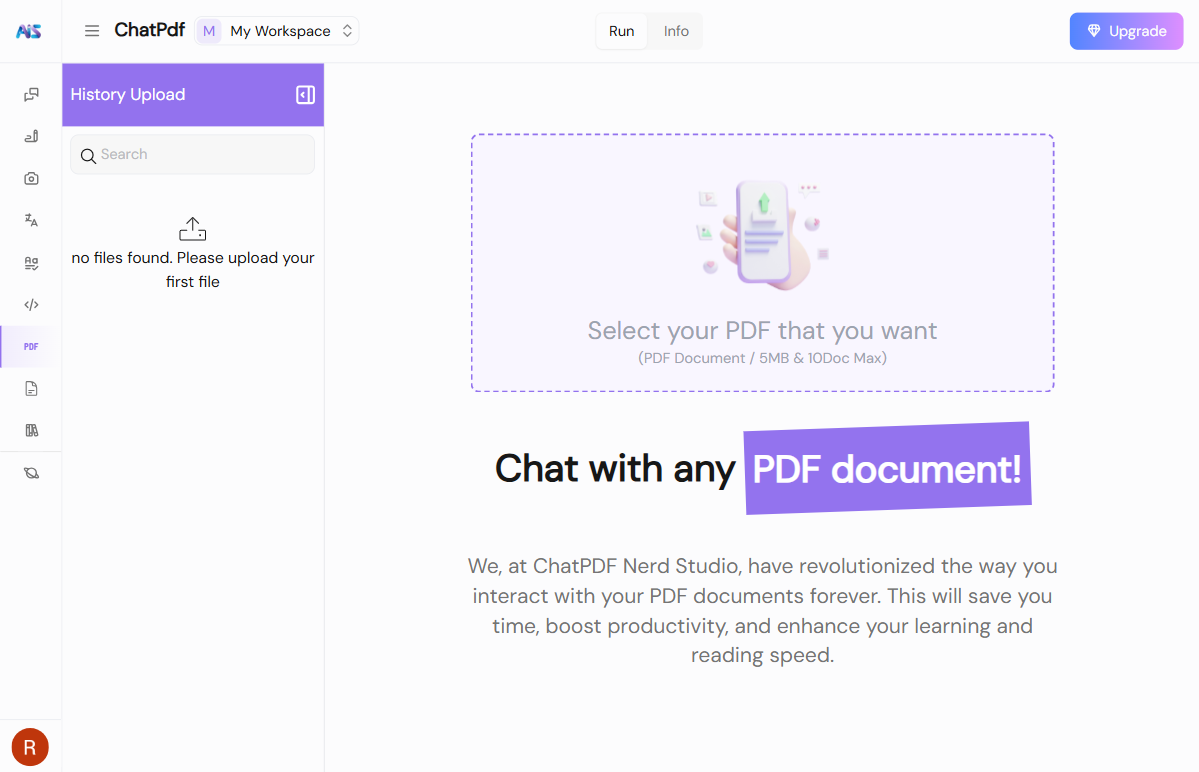 AIS
ChatPdf
M
My Workspace
Run
Info
Upgrade
History Upload
Search
no files found. Please upload your
first file
PDF
Select your PDF that you want
(PDF Document / 5MB & 10Doc Max)
Chat with any PDF document!
We, at ChatPDF Nerd Studio, have revolutionized the way you
interact with your PDF documents forever. This will save you
time, boost productivity, and enhance your learning and
reading speed.
R